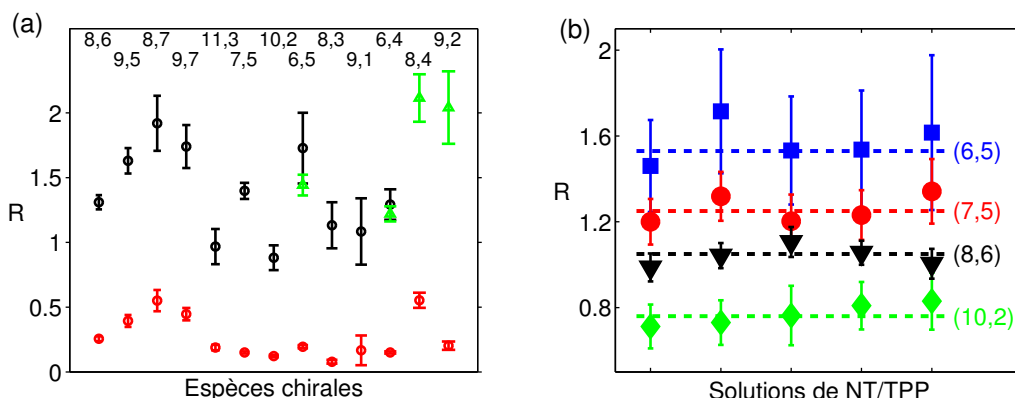 (a)
8,6 8,7 11,3 10,2 8,3 6,4 9,2
9,5 9,7 7,5 6,5 9,1 8,4
2
1.5
R
1
0.5
0
Espèces chirales
(b)
2
1.6
(6,5)
R
(7,5)
1.2
(8,6)
0.8
(10,2)
Solutions de NT/TPP